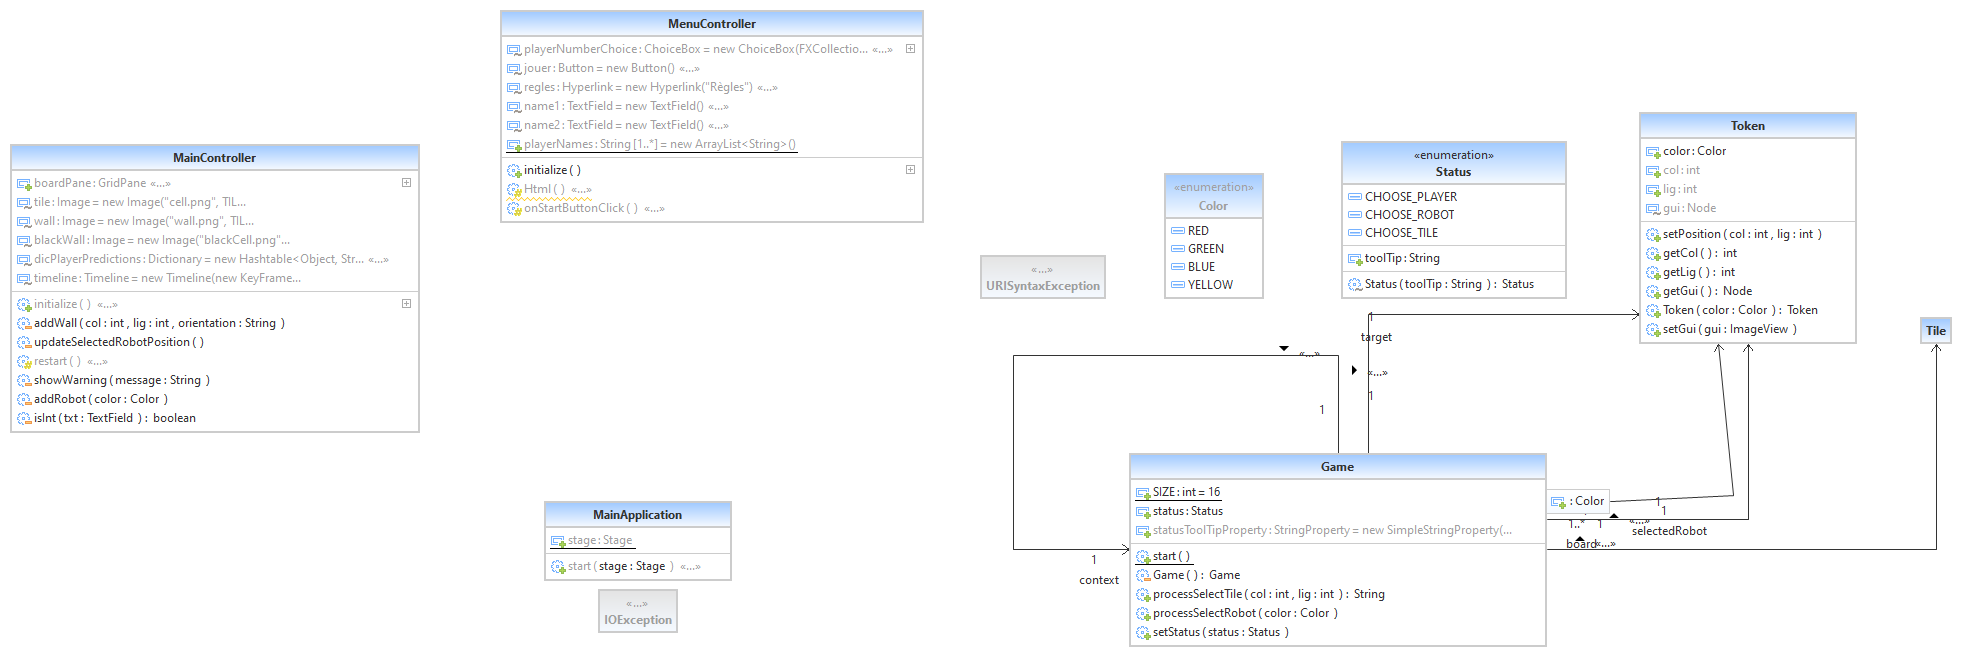 MainController
boardPane: GridPane «...»
tile: Image = new Image("cell.png", TIL...
wall: Image = new Image("wall.png", TIL...
blackWall: Image = new Image("blackCell.png"...
dicPlayerPredictions: Dictionary = new Hashtable<Object, Str... «...»
timeline: Timeline = new Timeline(new KeyFrame...
initialize ( ) «...»
addWall ( col : int , lig : int , orientation : String )
updateSelectedRobotPosition ( )
restart ( ) «...»
showWarning ( message : String )
addRobot ( color : Color )
isInt ( txt : TextField ) : boolean
MenuController
playerNumberChoice: ChoiceBox = new ChoiceBox(FXCollectio... «...»
jouer: Button = new Button() «...»
regles: Hyperlink = new Hyperlink("Règles") «...»
name1: TextField = new TextField() «...»
name2: TextField = new TextField() «...»
playerNames: String [1..*] = new ArrayList<String>()
initialize ( )
Html ( ) «...»
onStartButtonClick ( ) «...»
MainApplication
stage: Stage
start ( stage : Stage ) «...»
«...»
IOException
«...»
URISyntaxException
«enumeration»
Color
RED
GREEN
BLUE
YELLOW
«enumeration»
Status
CHOOSE_PLAYER
CHOOSE_ROBOT
CHOOSE_TILE
toolTip: String
Status ( toolTip : String ) : Status
Token
color: Color
col: int
lig: int
gui: Node
setPosition ( col : int , lig : int )
getCol ( ) : int
getLig ( ) : int
getGui ( ) : Node
Token ( color : Color ) : Token
setGui ( gui : ImageView )
Tile
1
target
«...»
«...»
1
1
1
context
Game
SIZE: int = 16
status: Status
statusToolTipProperty: StringProperty = new SimpleStringProperty(...
start ( )
Game ( ) : Game
processSelectTile ( col : int , lig : int ) : String
processSelectRobot ( color : Color )
setStatus ( status : Status )
: Color
1
1
1..*
1
«...»
selectedRobot
board
«...»